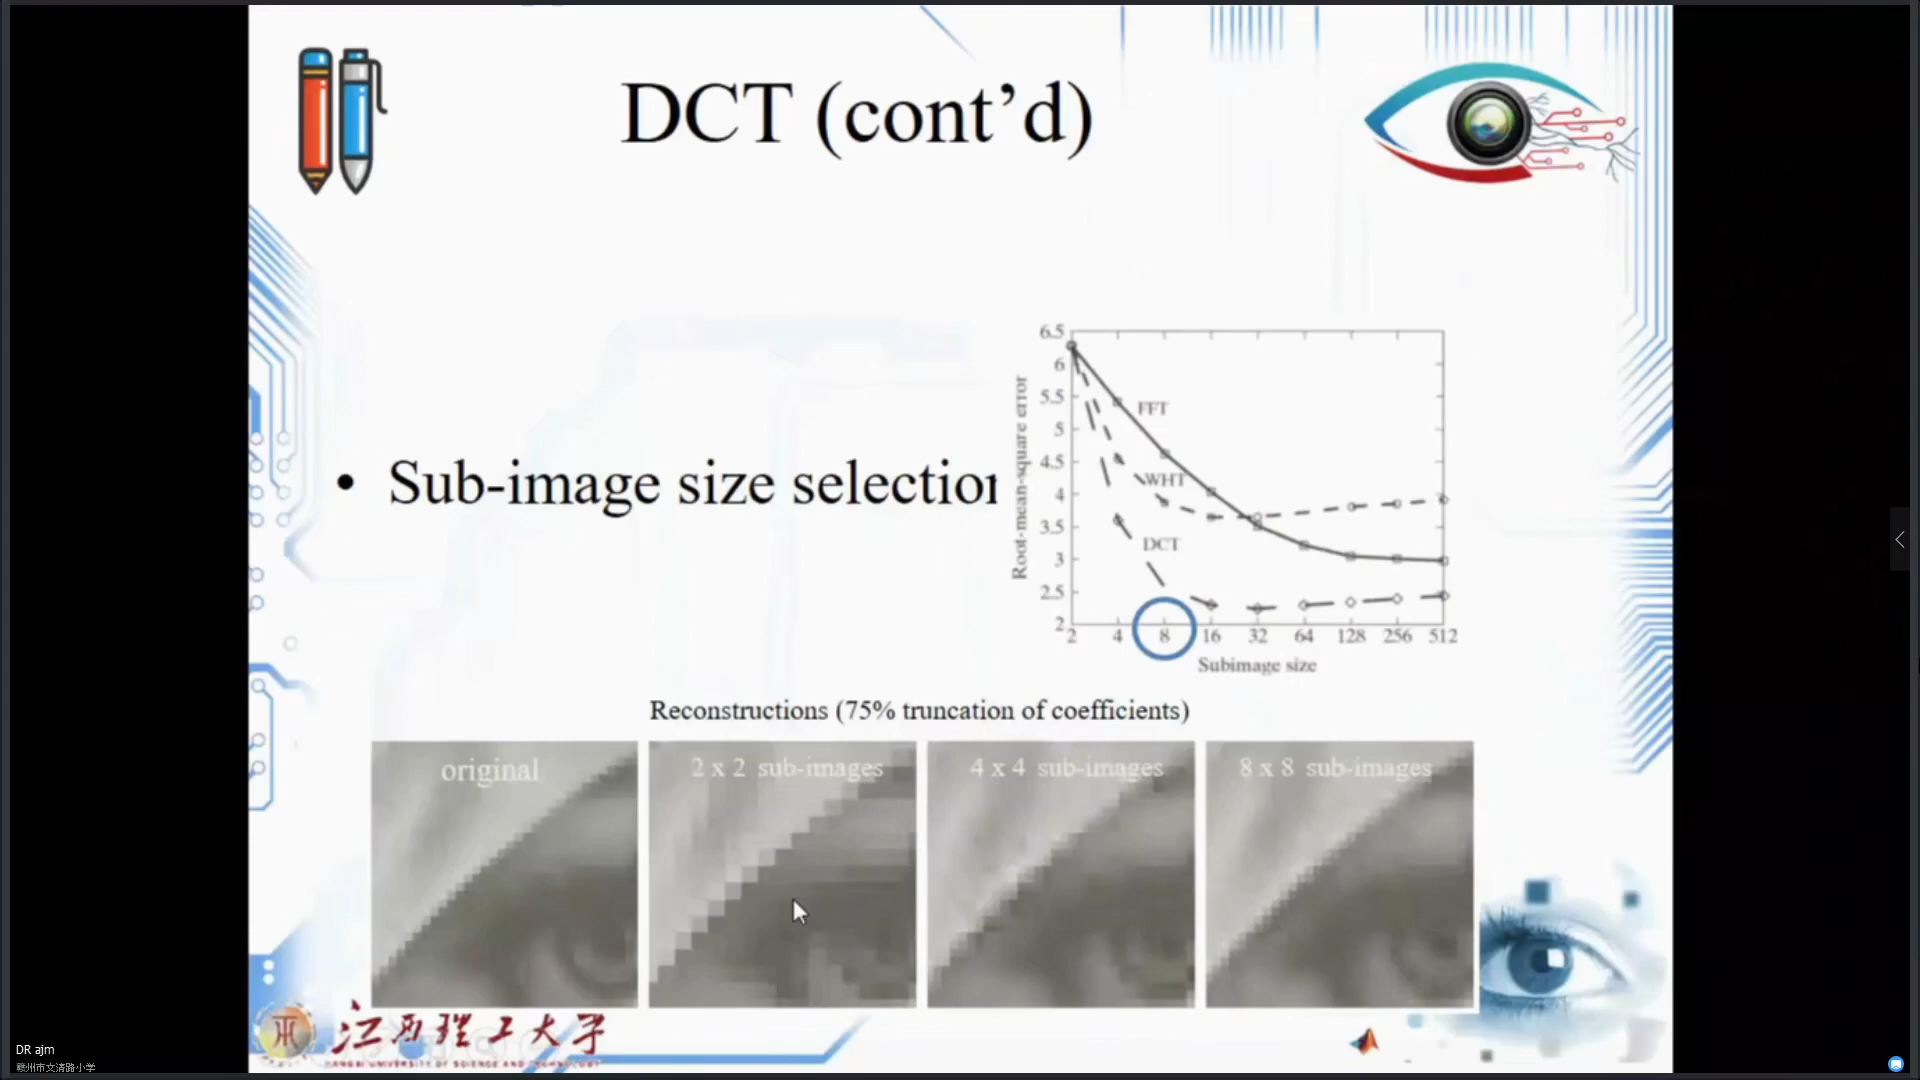 DCT (cont’d)
• Sub-image size selection
6.5
6
5.5
5
4.5
4
3.5
3
2.5
2
Root-mean-square error
FFT
WHT
DCT
2 4 8 16 32 64 128 256 512
Subimage size
Reconstructions (75% truncation of coefficients)
original
2 x 2 sub-images
4 x 4 sub-images
8 x 8 sub-images
江西理工大学
JIANGXI UNIVERSITY OF SCIENCE AND TECHNOLOGY
DR ajm
赣州市文清路小学